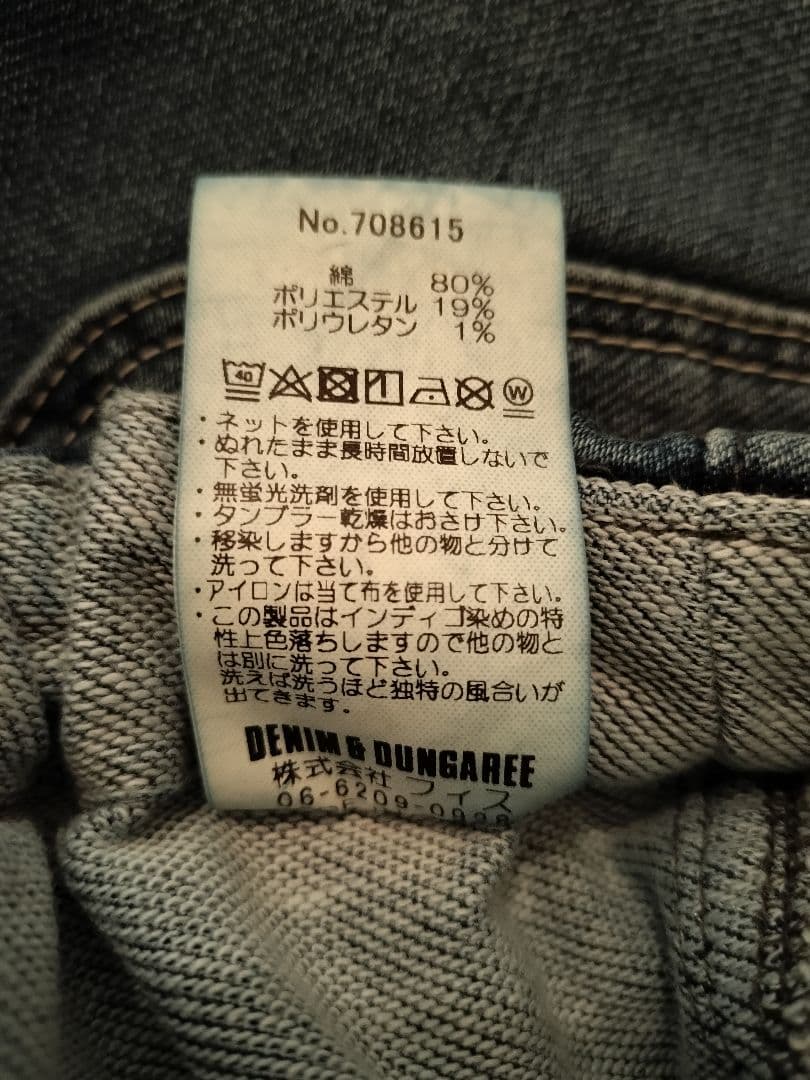 No.708615
綿 80%
ポリエステル 19%
ポリウレタン 1%
40
W
・ネットを使用して下さい。
・ぬれたまま長時間放置しないで
下さい。
・無蛍光洗剤を使用して下さい。
・タンブラー乾燥はおさけ下さい。
・移染しますから他の物と分けて
洗って下さい。
・アイロンは当て布を使用して下さい。
・この製品はインディゴ染めの特
性上色落ちしますので他の物と
は別に洗って下さい。
洗えば洗うほど独特の風合いが
出てきます。
DENIM & DUNGAREE
株式会社 フィス
06-6209-0928